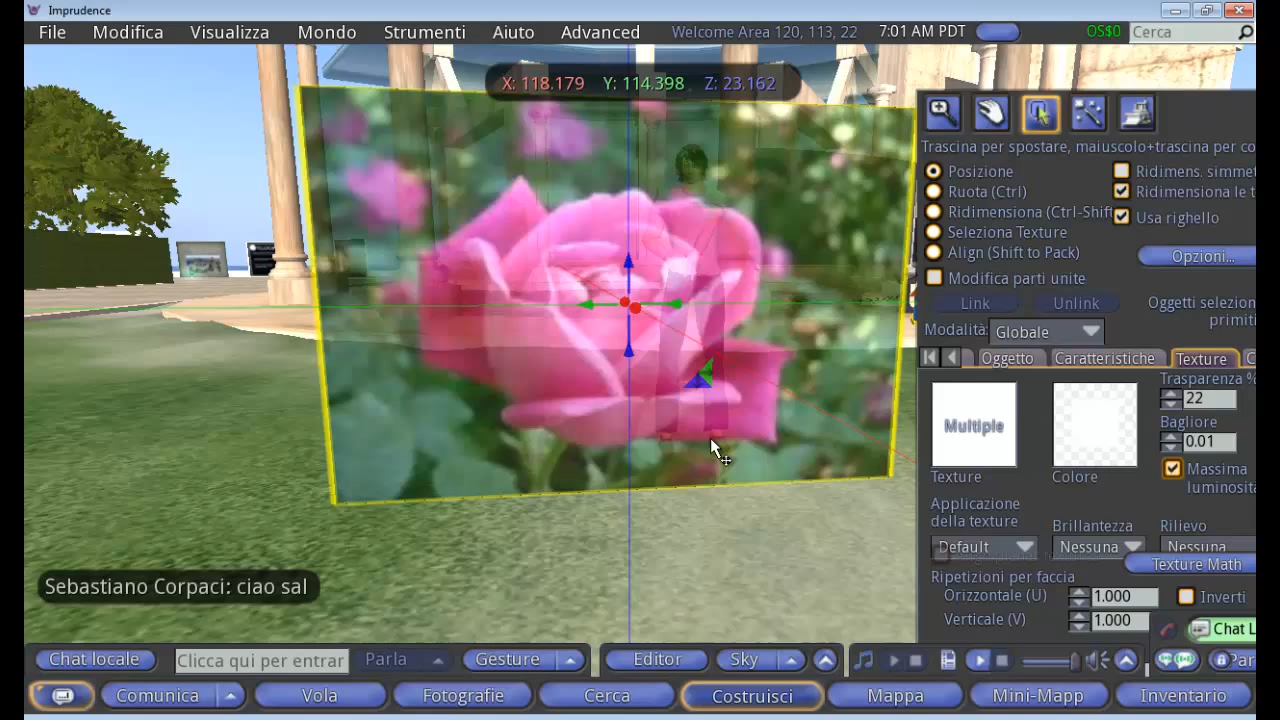 Imprudence
File Modifica Visualizza Mondo Strumenti Aiuto Advanced Welcome Area 120, 113, 22 7:01 AM PDT OS$0 Cerca
X: 118.179 Y: 114.398 Z: 23.162
Trascina per spostare, maiuscolo+trascina per co
Posizione Ridimens. simmet
Ruota (Ctrl) Ridimensiona le t
Ridimensiona (Ctrl-Shif Usa righello
Seleziona Texture
Align (Shift to Pack) Opzioni...
Modifica parti unite
Link Unlink Oggetti selezion
primiti
Modalità: Globale
Oggetto Caratteristiche Texture C
Trasparenza %
22
Multiple Bagliore
0.01
Massima
luminosit
Texture Colore
Applicazione
della texture Brillantezza Rilievo
Default Nessuna Nessuna
Texture Math
Ripetizioni per faccia
Orizzontale (U) 1.000 Inverti
Verticale (V) 1.000
Sebastiano Corpaci: ciao sal
Chat L
Chat locale Clicca qui per entrar Parla Gesture Editor Sky Par
Comunica Vola Fotografie Cerca Costruisci Mappa Mini-Mapp Inventario